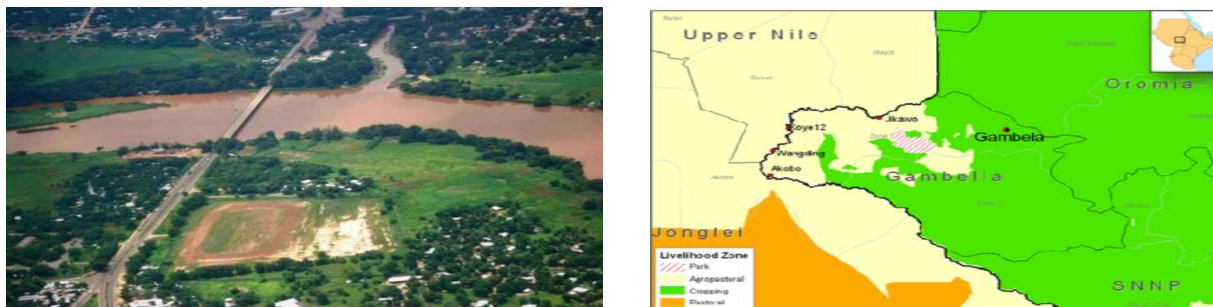 Upper Nile
Oromia
Jikawo
Koye12
Gambela
Wangding
Akobo
Gambella
Jonglei
Livelihood Zone
Park
Agropastoral
Cropping
Pastoral
SNNP